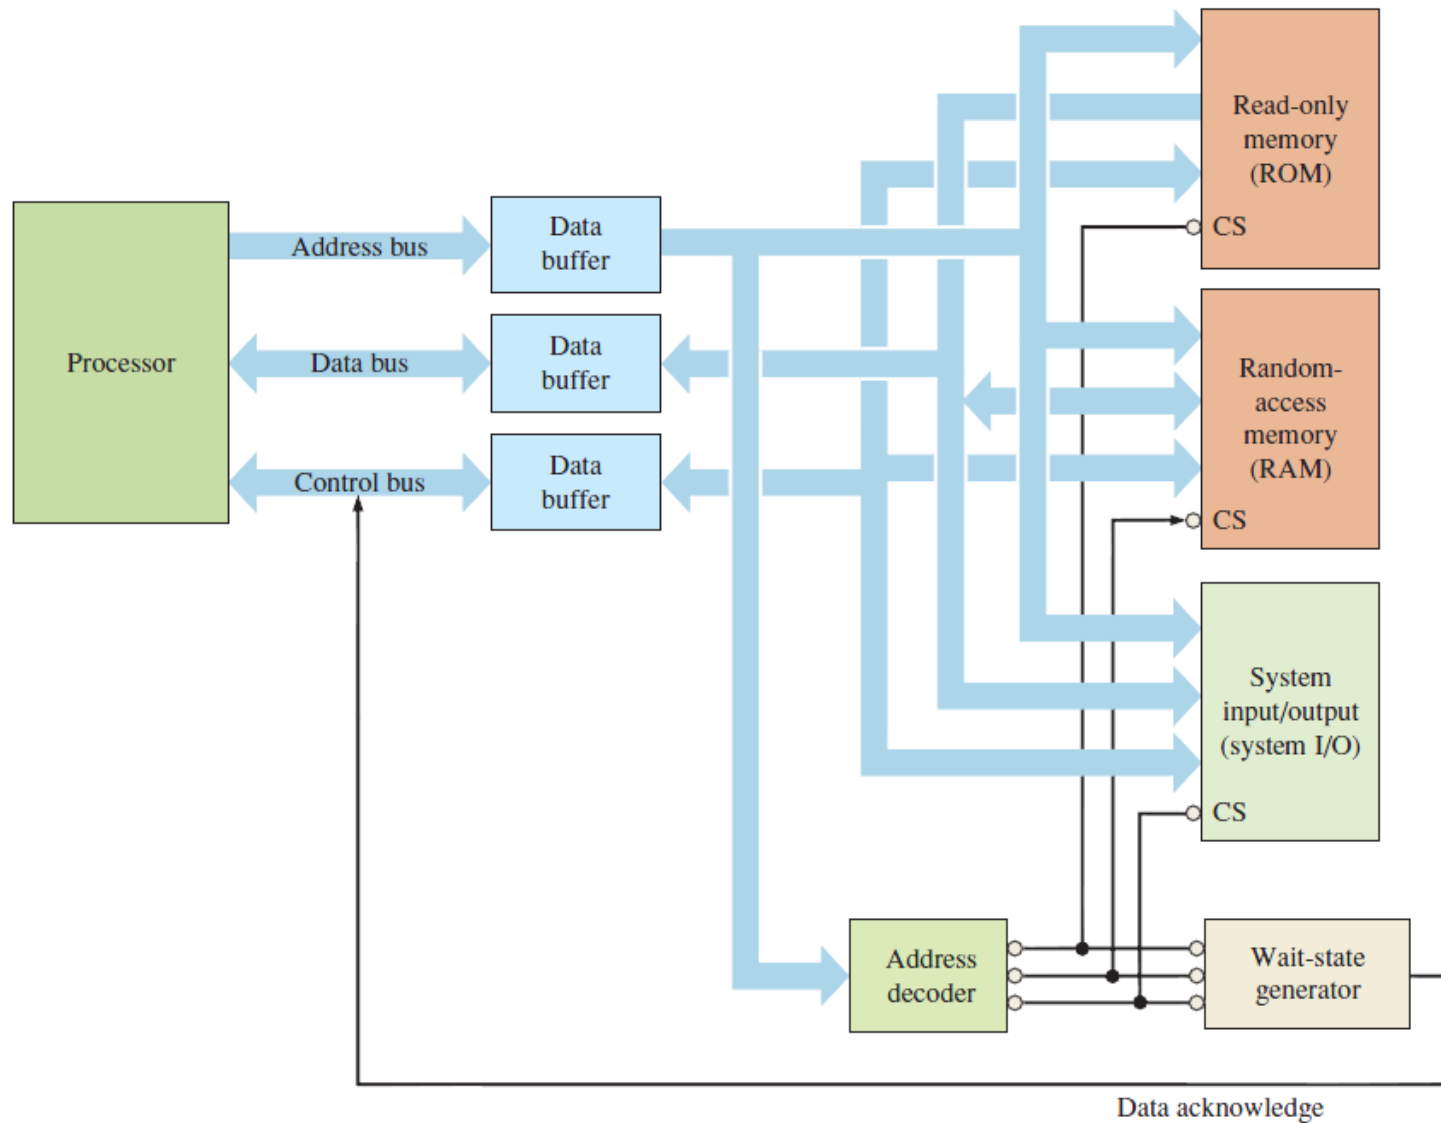 Read-only
memory
(ROM)
CS
Processor
Address bus
Data bus
Control bus
Data
buffer
Data
buffer
Data
buffer
Random-
access
memory
(RAM)
CS
System
input/output
(system I/O)
CS
Address
decoder
Wait-state
generator
Data acknowledge